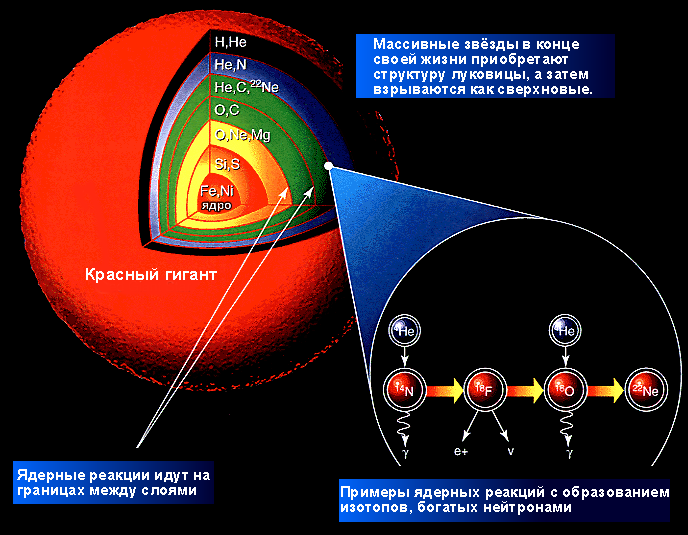 H,He
He,N
He,C,²²Ne
O,C
O,Ne,Mg
Si,S
Fe,Ni
ядро
Массивные звёзды в конце
своей жизни приобретают
структуру луковицы, а затем
взрываются как сверхновые.
Красный гигант
⁴He
⁴He
¹⁴N
¹⁸F
¹⁸O
²²Ne
γ
e+
ν
γ
Ядерные реакции идут на
границах между слоями
Примеры ядерных реакций с образованием
изотопов, богатых нейтронами